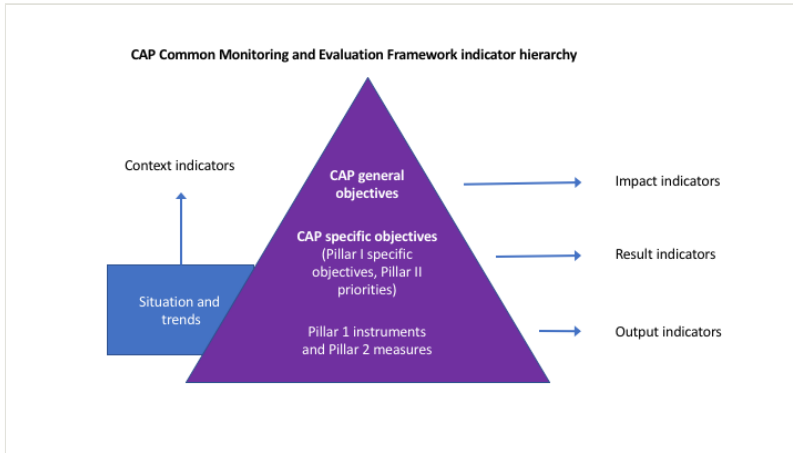 CAP Common Monitoring and Evaluation Framework indicator hierarchy
Context indicators
CAP general
objectives
Impact indicators
CAP specific objectives
(Pillar I specific
objectives, Pillar II
priorities)
Result indicators
Situation and
trends
Pillar 1 instruments
and Pillar 2 measures
Output indicators